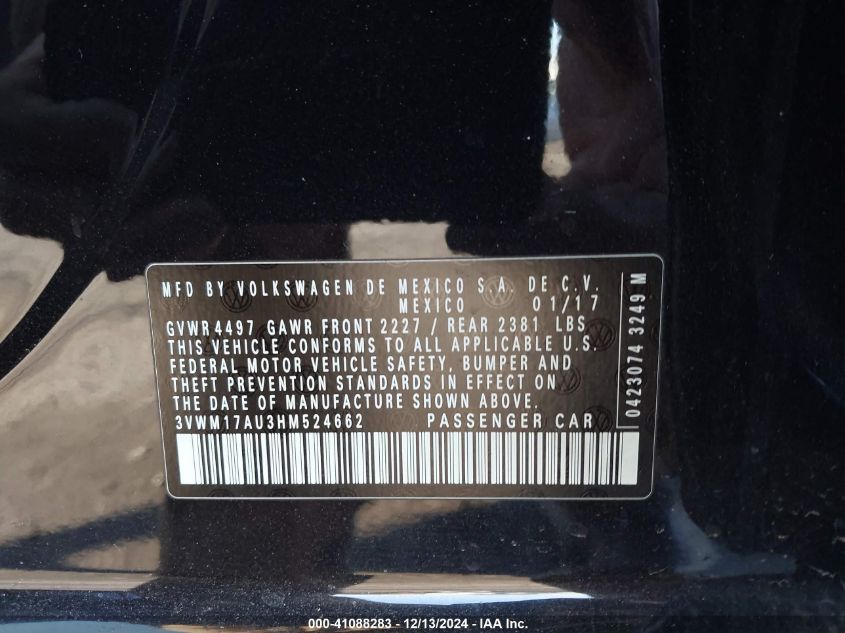 MFD BY VOLKSWAGEN DE MEXICO S.A. DE C.V.
MEXICO 01/17
GVWR 4497 GAWR FRONT 2227 / REAR 2381 LBS
THIS VEHICLE CONFORMS TO ALL APPLICABLE U.S.
FEDERAL MOTOR VEHICLE SAFETY, BUMPER AND
THEFT PREVENTION STANDARDS IN EFFECT ON
THE DATE OF MANUFACTURE SHOWN ABOVE.
3VWM17AU3HM524662 PASSENGER CAR
0423074 3249 M
000-41088283 - 12/13/2024 - IAA Inc.